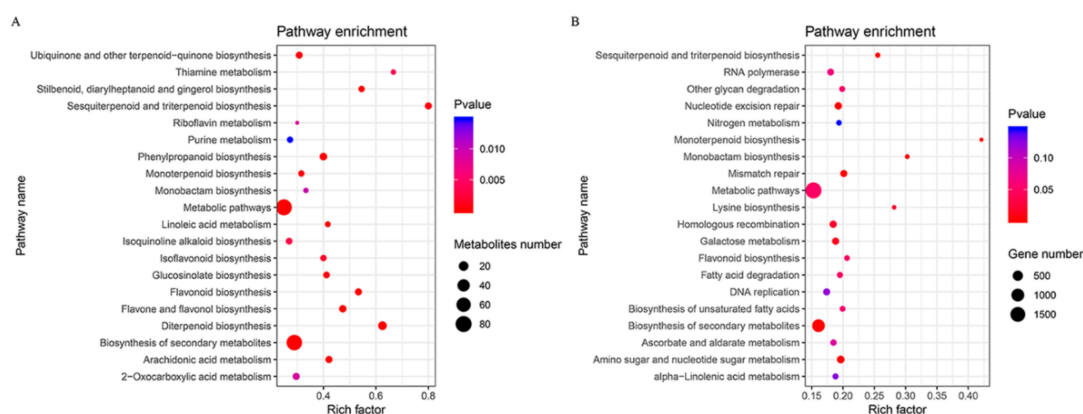 A
Pathway enrichment
Ubiquinone and other terpenoid-quinone biosynthesis
Thiamine metabolism
Stilbenoid, diarylheptanoid and gingerol biosynthesis
Sesquiterpenoid and triterpenoid biosynthesis
Riboflavin metabolism
Purine metabolism
Phenylpropanoid biosynthesis
Monoterpenoid biosynthesis
Monobactam biosynthesis
Metabolic pathways
Linoleic acid metabolism
Isoquinoline alkaloid biosynthesis
Isoflavonoid biosynthesis
Glucosinolate biosynthesis
Flavonoid biosynthesis
Flavone and flavonol biosynthesis
Diterpenoid biosynthesis
Biosynthesis of secondary metabolites
Arachidonic acid metabolism
2-Oxocarboxylic acid metabolism
Pathway name
0.4 0.6 0.8
Rich factor
Pvalue
0.010
0.005
Metabolites number
20
40
60
80
B
Pathway enrichment
Sesquiterpenoid and triterpenoid biosynthesis
RNA polymerase
Other glycan degradation
Nucleotide excision repair
Nitrogen metabolism
Monoterpenoid biosynthesis
Monobactam biosynthesis
Mismatch repair
Metabolic pathways
Lysine biosynthesis
Homologous recombination
Galactose metabolism
Flavonoid biosynthesis
Fatty acid degradation
DNA replication
Biosynthesis of unsaturated fatty acids
Biosynthesis of secondary metabolites
Ascorbate and aldarate metabolism
Amino sugar and nucleotide sugar metabolism
alpha-Linolenic acid metabolism
Pathway name
0.15 0.20 0.25 0.30 0.35 0.40
Rich factor
Pvalue
0.10
0.05
Gene number
500
1000
1500